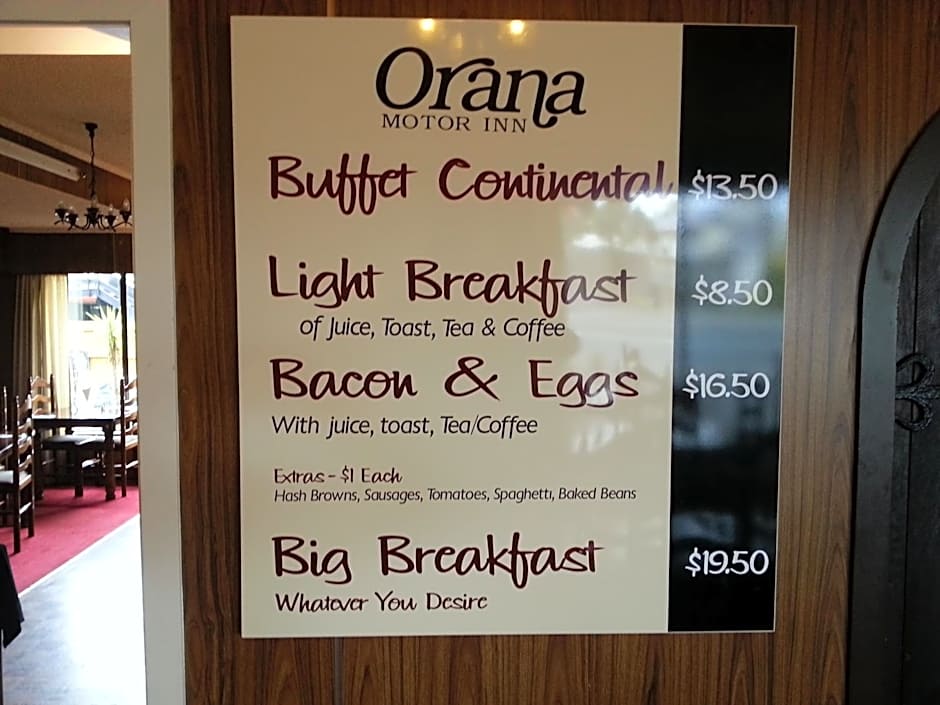 Orana
MOTOR INN
Buffet Continental $13.50
Light Breakfast $8.50
of Juice, Toast, Tea & Coffee
Bacon & Eggs $16.50
With juice, toast, Tea/Coffee
Extras - $1 Each
Hash Browns, Sausages, Tomatoes, Spaghetti, Baked Beans
Big Breakfast $19.50
Whatever You Desire